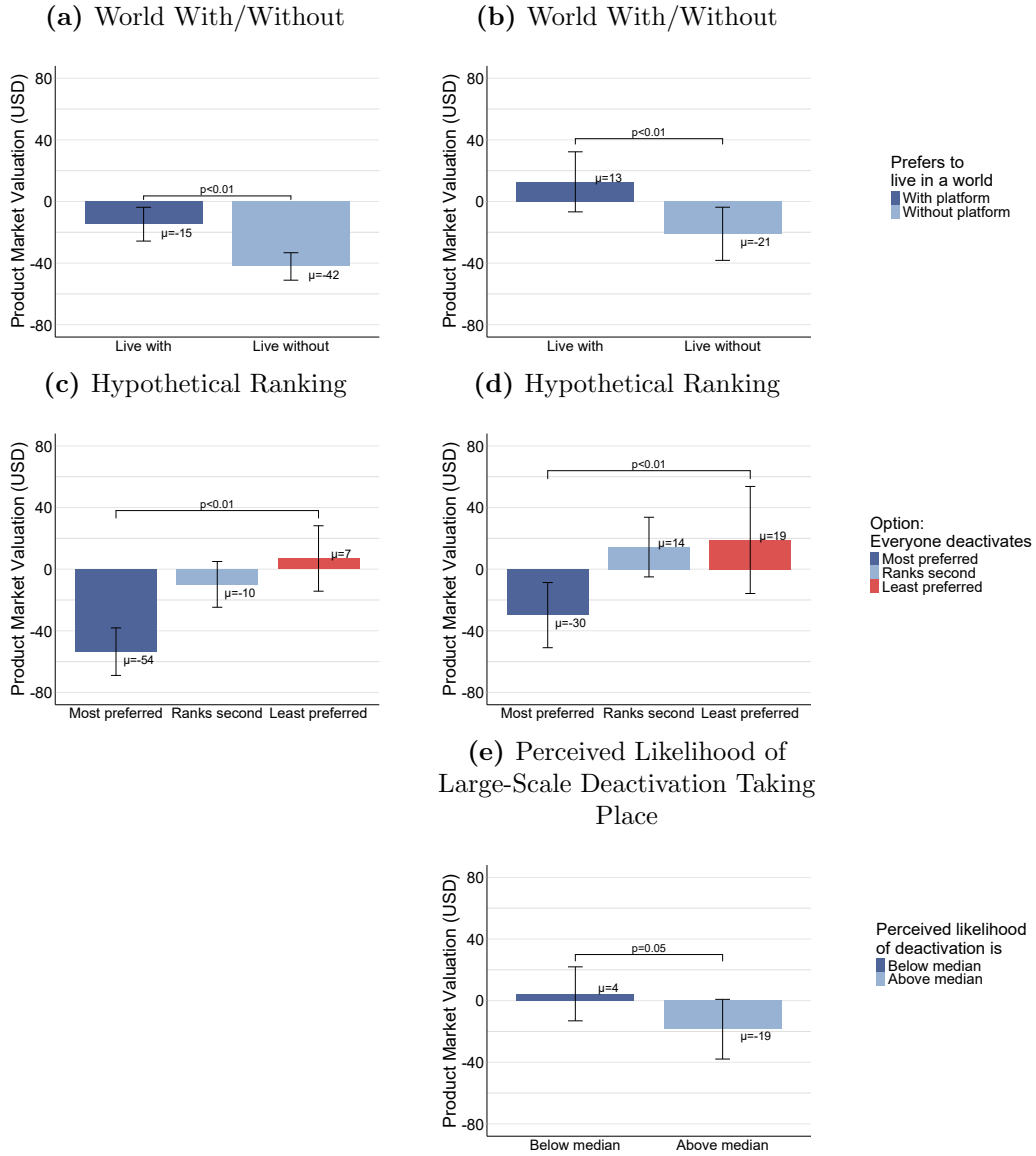 (a) World With/Without
Product Market Valuation (USD)
80
40
0
-40
-80
p<0.01
μ=-15
μ=-42
Live with
Live without
(b) World With/Without
Product Market Valuation (USD)
80
40
0
-40
-80
p<0.01
μ=13
μ=-21
Live with
Live without
Prefers to
live in a world
With platform
Without platform
(c) Hypothetical Ranking
Product Market Valuation (USD)
80
40
0
-40
-80
p<0.01
μ=-54
μ=-10
μ=7
Most preferred
Ranks second
Least preferred
(d) Hypothetical Ranking
Product Market Valuation (USD)
80
40
0
-40
-80
p<0.01
μ=-30
μ=14
μ=19
Most preferred
Ranks second
Least preferred
Option:
Everyone deactivates
Most preferred
Ranks second
Least preferred
(e) Perceived Likelihood of
Large-Scale Deactivation Taking
Place
Product Market Valuation (USD)
80
40
0
-40
-80
p=0.05
μ=4
μ=-19
Below median
Above median
Perceived likelihood
of deactivation is
Below median
Above median